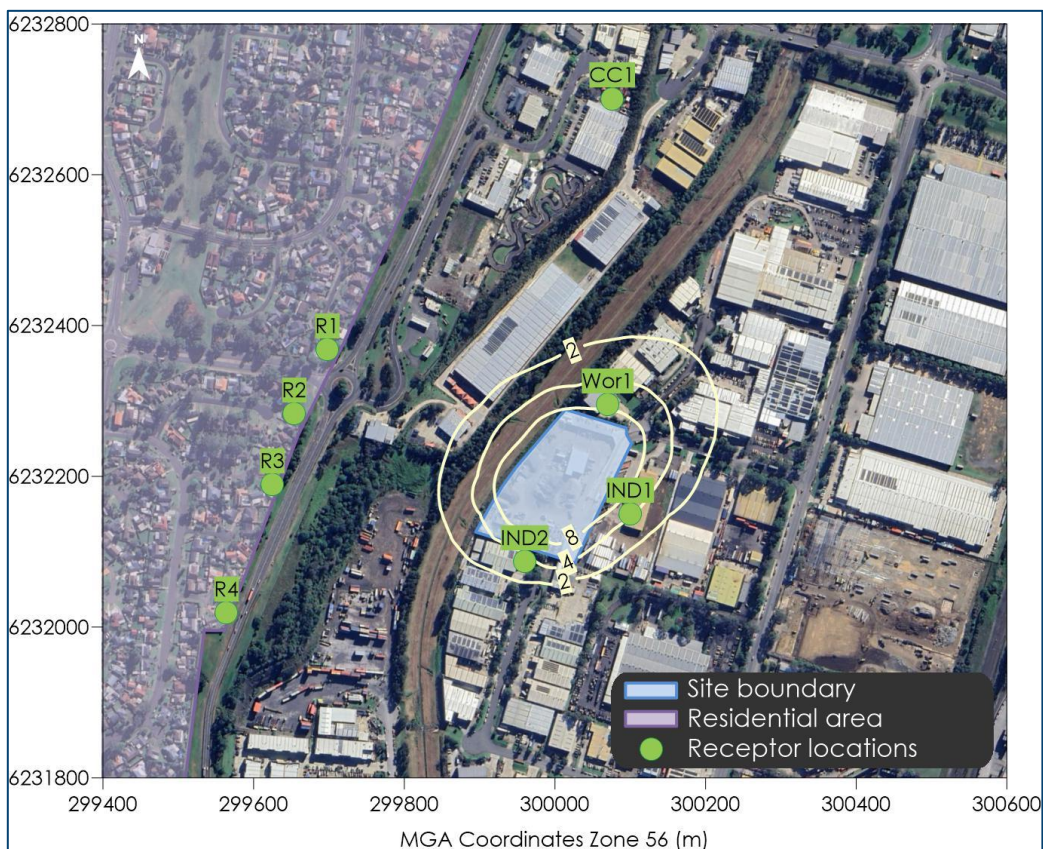 6232800
N
CC1
6232600
6232400
R1
2
R2
Wor1
R3
6232200
IND1
IND2
8
4
2
R4
6232000
Site boundary
Residential area
Receptor locations
6231800
299400 299600 299800 300000 300200 300400 300600
MGA Coordinates Zone 56 (m)